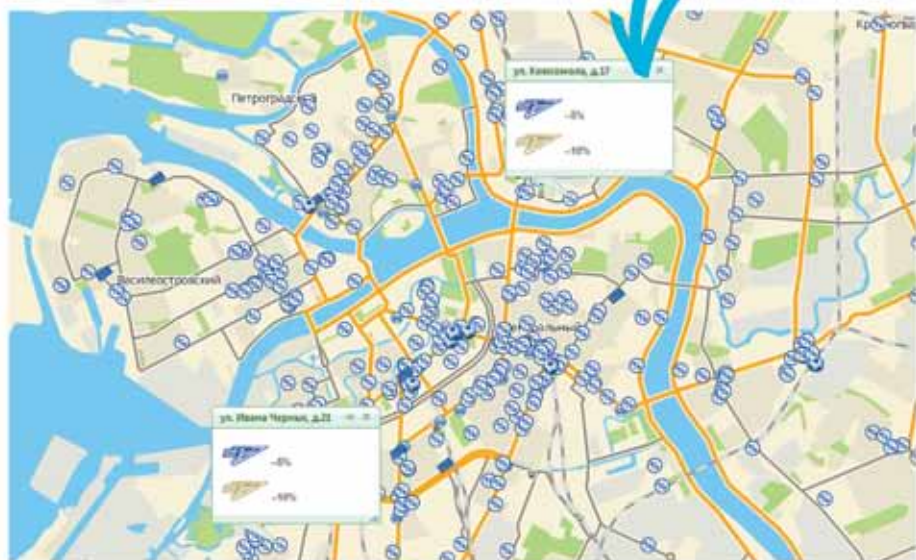 Петроградский
ул. Комсомола, д.17
–5%
–10%
Василеостровский
ул. Ивана Черных, д.21
–5%
–10%